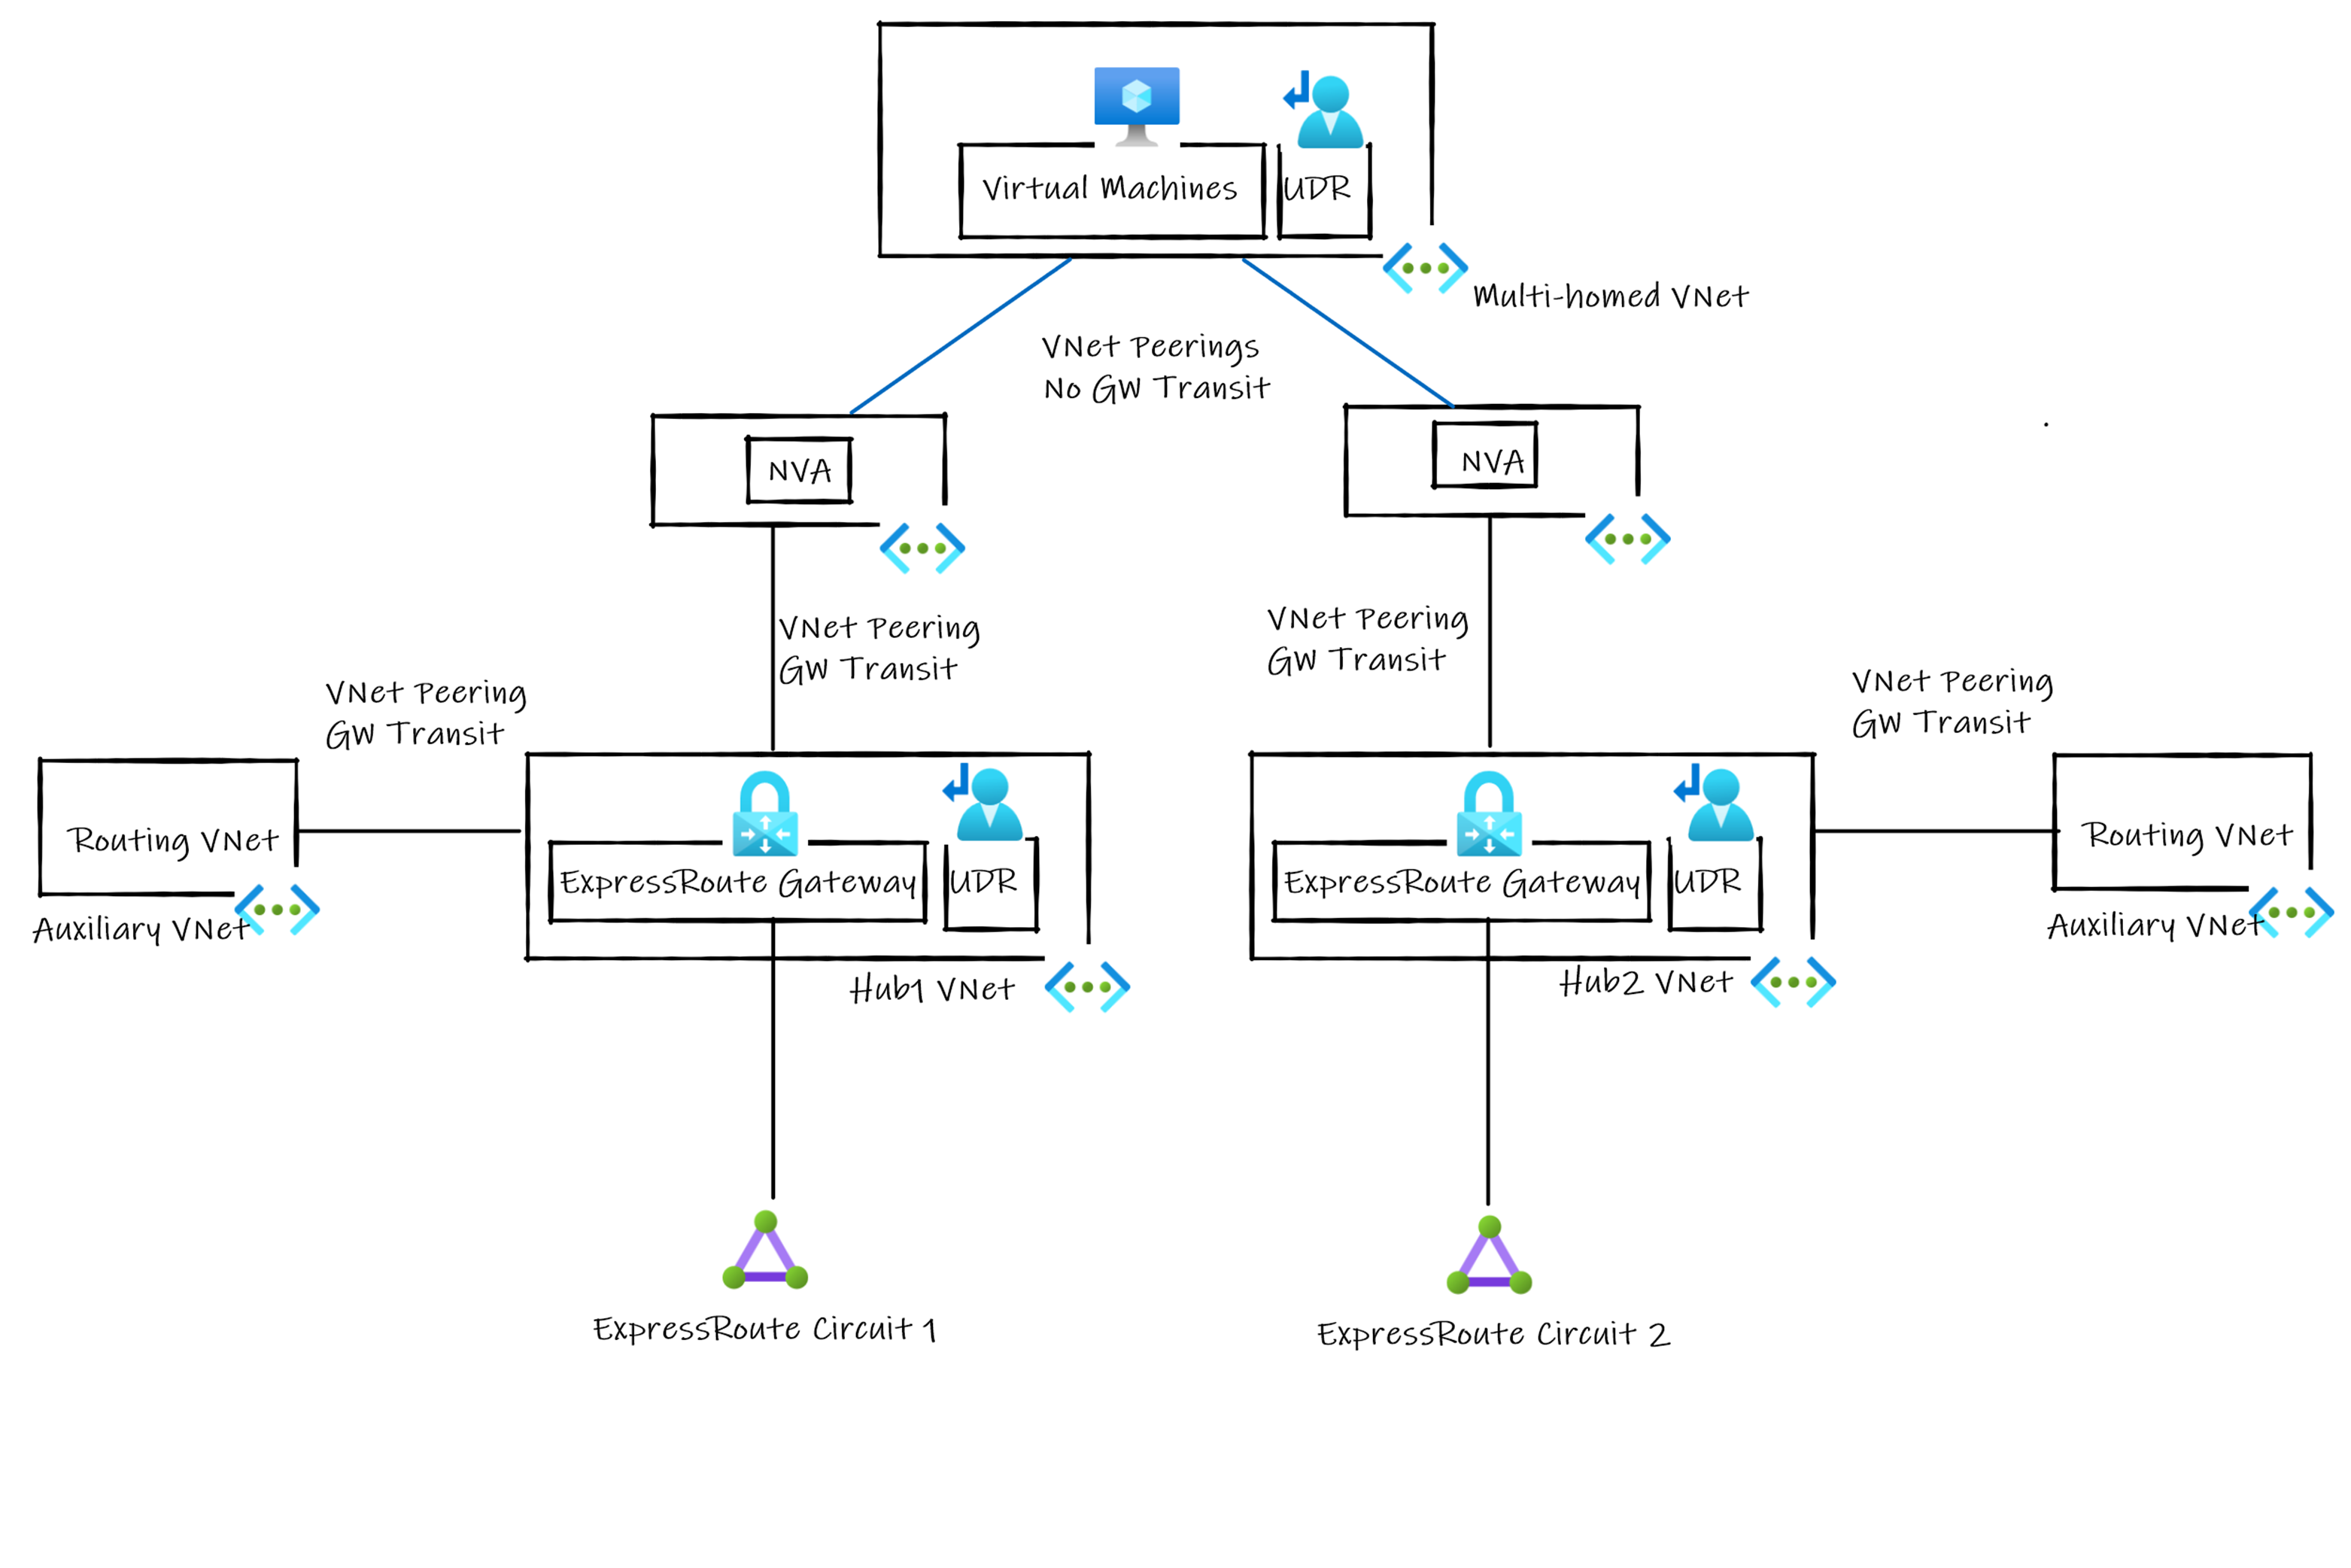 Virtual Machines
UDR
Multi-homed VNet
VNet Peerings
No GW Transit
NVA
NVA
VNet Peering
GW Transit
VNet Peering
GW Transit
VNet Peering
GW Transit
VNet Peering
GW Transit
Routing VNet
Auxiliary VNet
ExpressRoute Gateway
UDR
Hub1 VNet
ExpressRoute Gateway
UDR
Hub2 VNet
Routing VNet
Auxiliary VNet
ExpressRoute Circuit 1
ExpressRoute Circuit 2